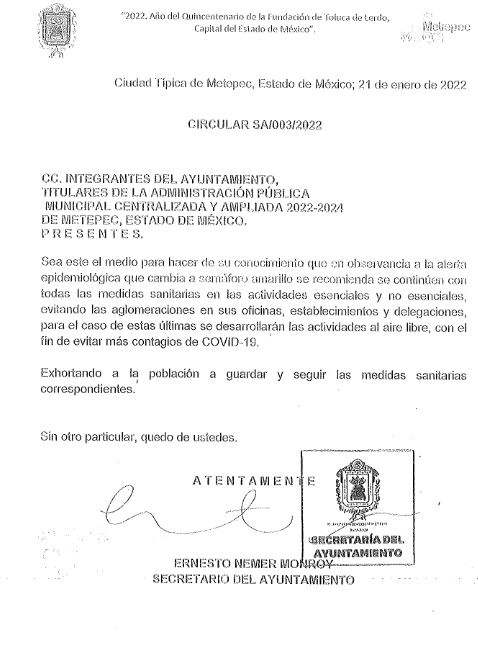 "2022. Año del Quincentenario de la Fundación de Toluca de Lerdo,
Capital del Estado de México".
Metepec
Ciudad Típica de Metepec, Estado de México; 21 de enero de 2022
CIRCULAR SA/003/2022
CC. INTEGRANTES DEL AYUNTAMIENTO,
TITULARES DE LA ADMINISTRACIÓN PÚBLICA
MUNICIPAL CENTRALIZADA Y AMPLIADA 2022-2024
DE METEPEC, ESTADO DE MÉXICO.
P R E S E N T E S.
Sea este el medio para hacer de su conocimiento que en observancia a la alerta
epidemiológica que cambia a semáforo amarillo se recomienda se continúen con
todas las medidas sanitarias en las actividades esenciales y no esenciales,
evitando las aglomeraciones en sus oficinas, establecimientos y delegaciones,
para el caso de estas últimas se desarrollarán las actividades al aire libre, con el
fin de evitar más contagios de COVID-19.
Exhortando a la población a guardar y seguir las medidas sanitarias
correspondientes.
Sin otro particular, quedo de ustedes.
A T E N T A M E N T E
SECRETARÍA DEL
AYUNTAMIENTO
ERNESTO NEMER MONROY
SECRETARIO DEL AYUNTAMIENTO